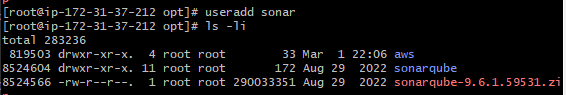 [root@ip-172-31-37-212 opt]# useradd sonar
[root@ip-172-31-37-212 opt]# ls -li
total 283236
  819503 drwxr-xr-x.  4 root root        33 Mar  1 22:06 aws
8524604 drwxr-xr-x. 11 root root       172 Aug 29  2022 sonarqube
8524566 -rw-r--r--.  1 root root 290033351 Aug 29  2022 sonarqube-9.6.1.59531.zi